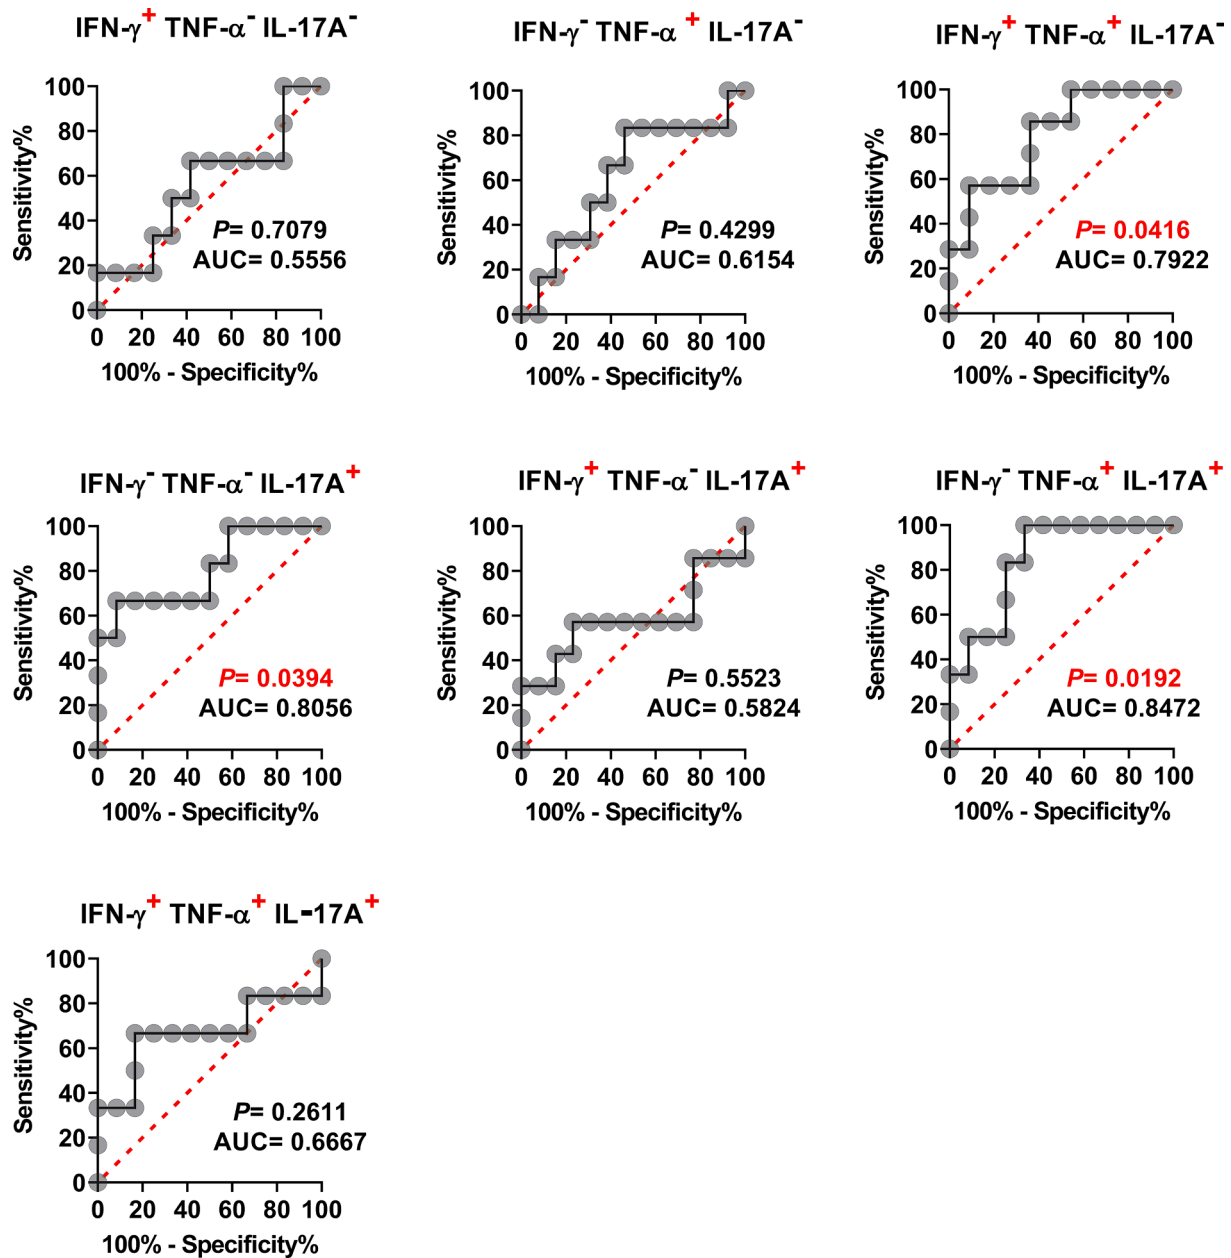 IFN-γ⁺ TNF-α⁻ IL-17A⁻
100
80
60
40
20
0
Sensitivity%
P= 0.7079
AUC= 0.5556
0 20 40 60 80 100
100% - Specificity%
IFN-γ⁻ TNF-α⁺ IL-17A⁻
100
80
60
40
20
0
Sensitivity%
P= 0.4299
AUC= 0.6154
0 20 40 60 80 100
100% - Specificity%
IFN-γ⁺ TNF-α⁺ IL-17A⁻
100
80
60
40
20
0
Sensitivity%
P= 0.0416
AUC= 0.7922
0 20 40 60 80 100
100% - Specificity%
IFN-γ⁻ TNF-α⁻ IL-17A⁺
100
80
60
40
20
0
Sensitivity%
P= 0.0394
AUC= 0.8056
0 20 40 60 80 100
100% - Specificity%
IFN-γ⁺ TNF-α⁻ IL-17A⁺
100
80
60
40
20
0
Sensitivity%
P= 0.5523
AUC= 0.5824
0 20 40 60 80 100
100% - Specificity%
IFN-γ⁻ TNF-α⁺ IL-17A⁺
100
80
60
40
20
0
Sensitivity%
P= 0.0192
AUC= 0.8472
0 20 40 60 80 100
100% - Specificity%
IFN-γ⁺ TNF-α⁺ IL-17A⁺
100
80
60
40
20
0
Sensitivity%
P= 0.2611
AUC= 0.6667
0 20 40 60 80 100
100% - Specificity%